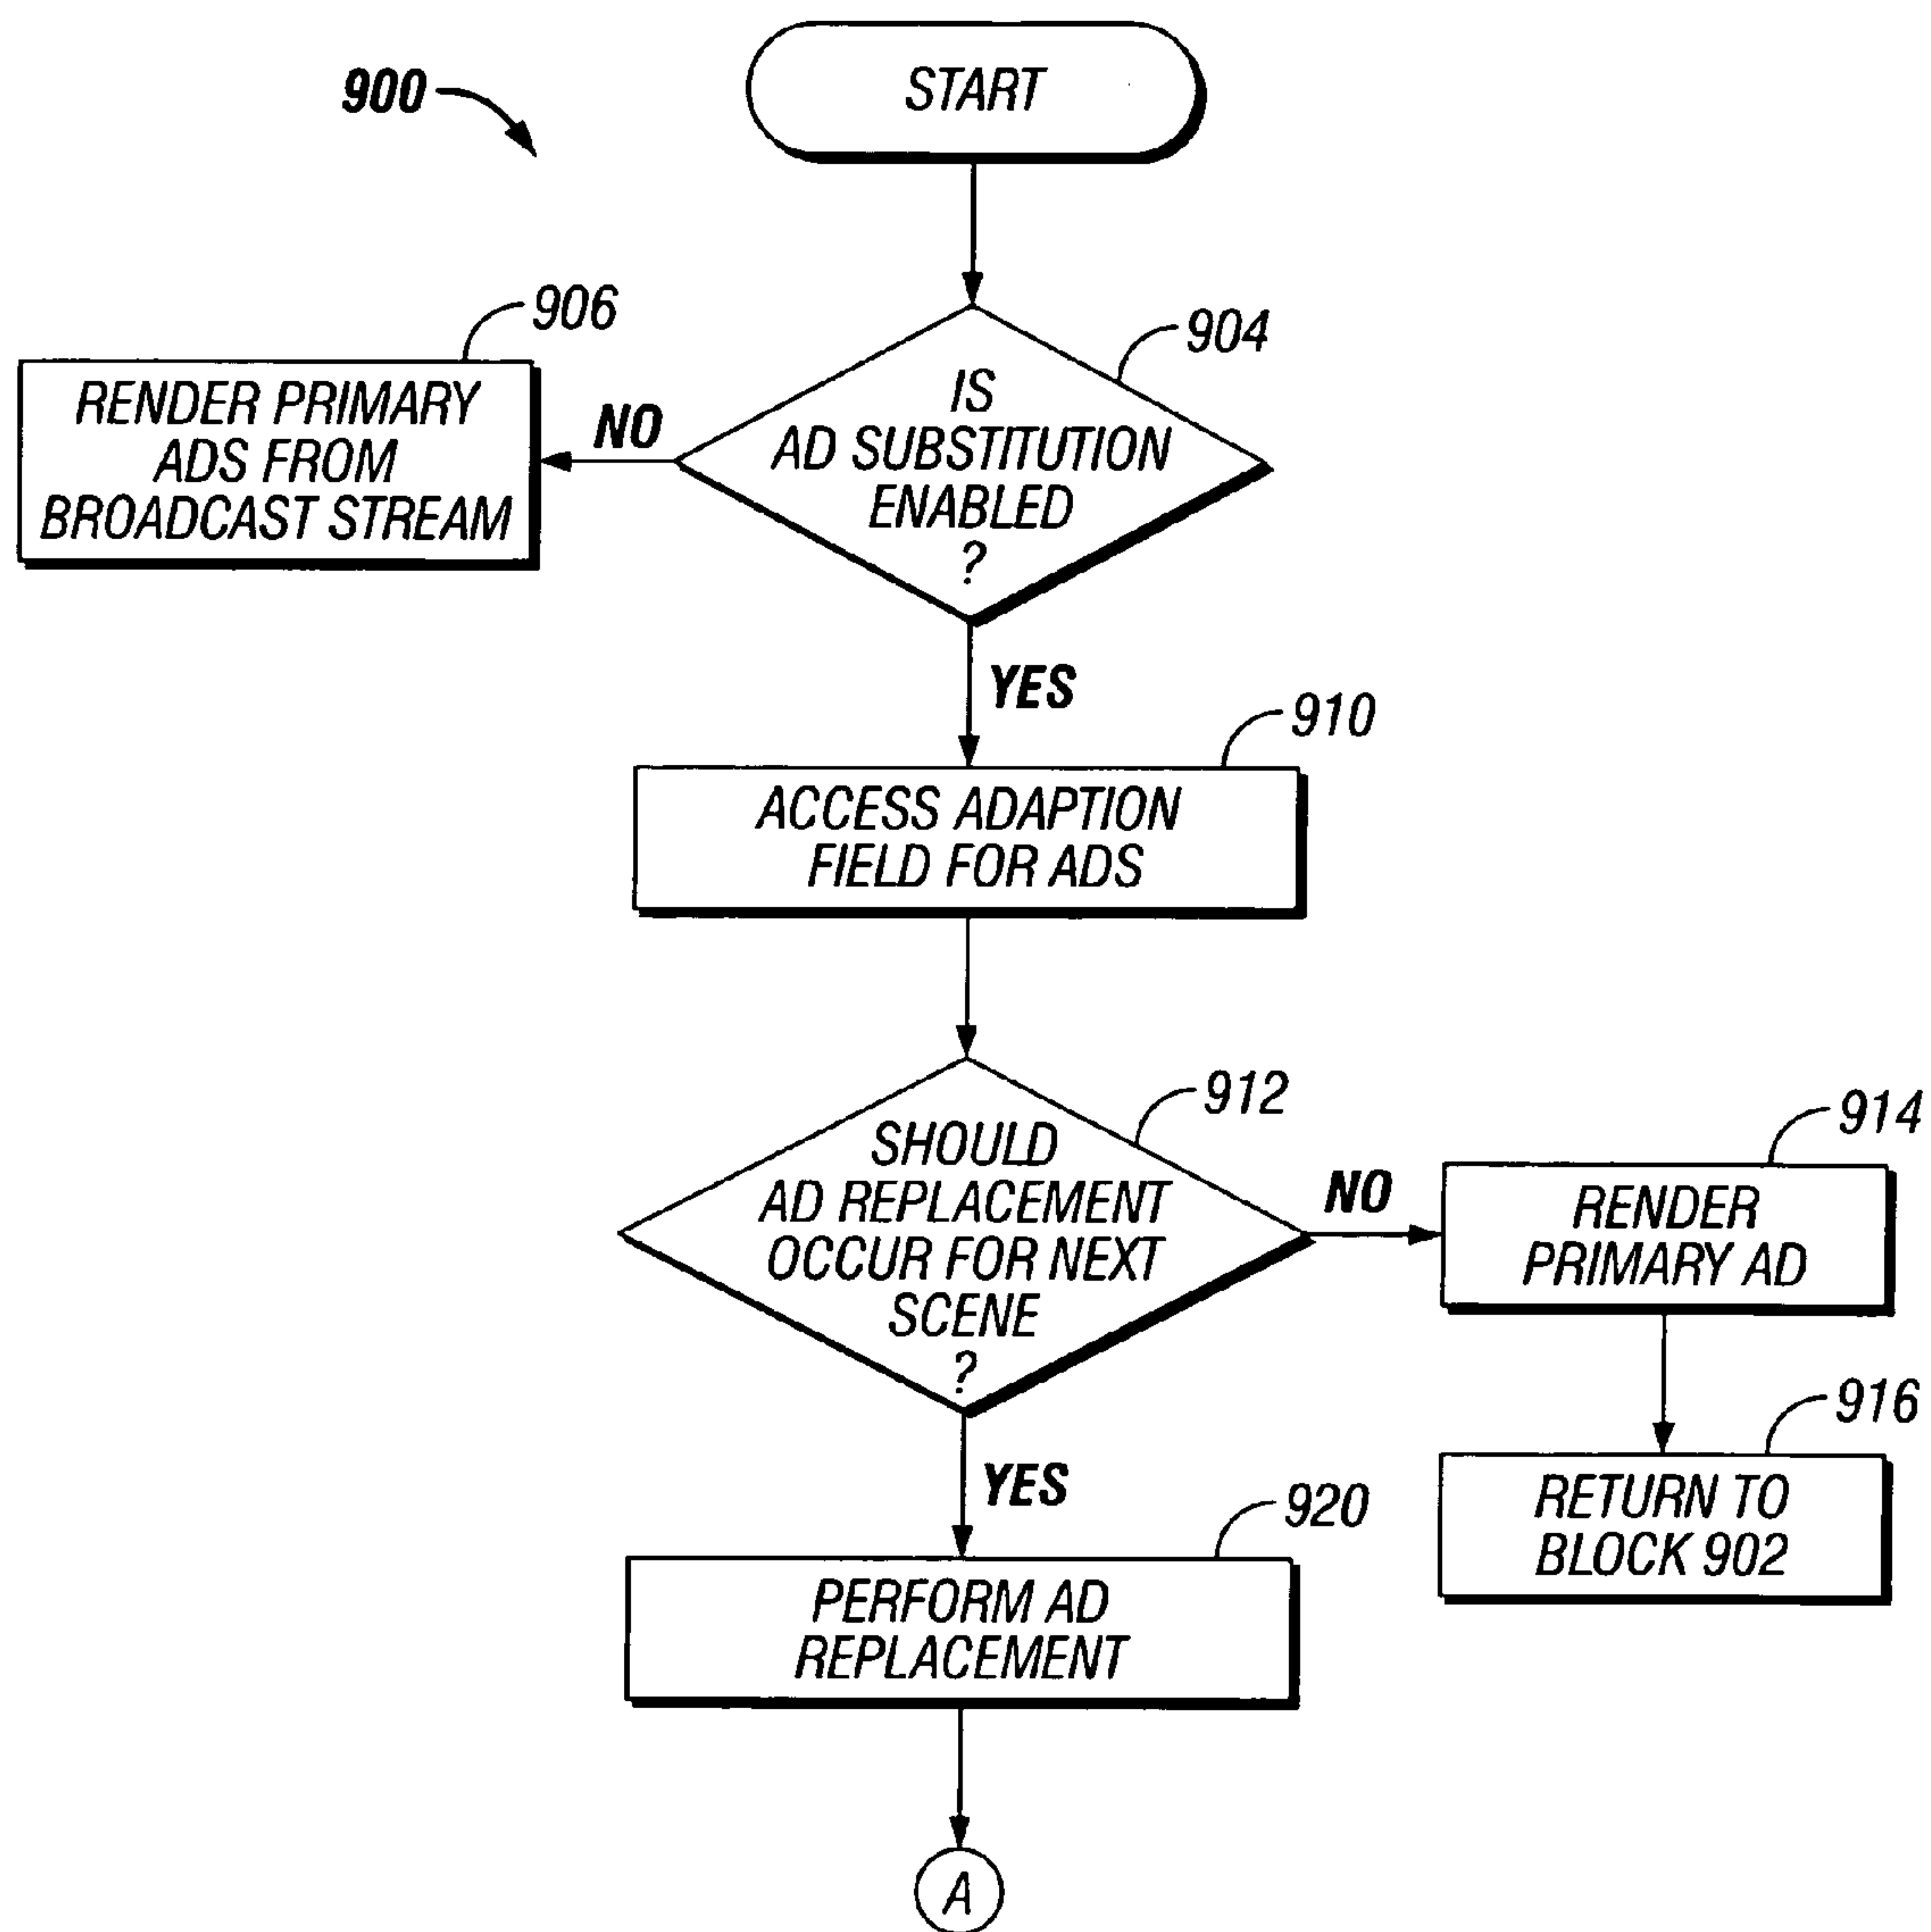 900
START
906
904
RENDER PRIMARY
ADS FROM
BROADCAST STREAM
NO
IS
AD SUBSTITUTION
ENABLED
?
YES
910
ACCESS ADAPTION
FIELD FOR ADS
912
SHOULD
AD REPLACEMENT
OCCUR FOR NEXT
SCENE
?
NO
914
RENDER
PRIMARY AD
916
RETURN TO
BLOCK 902
YES
920
PERFORM AD
REPLACEMENT
A